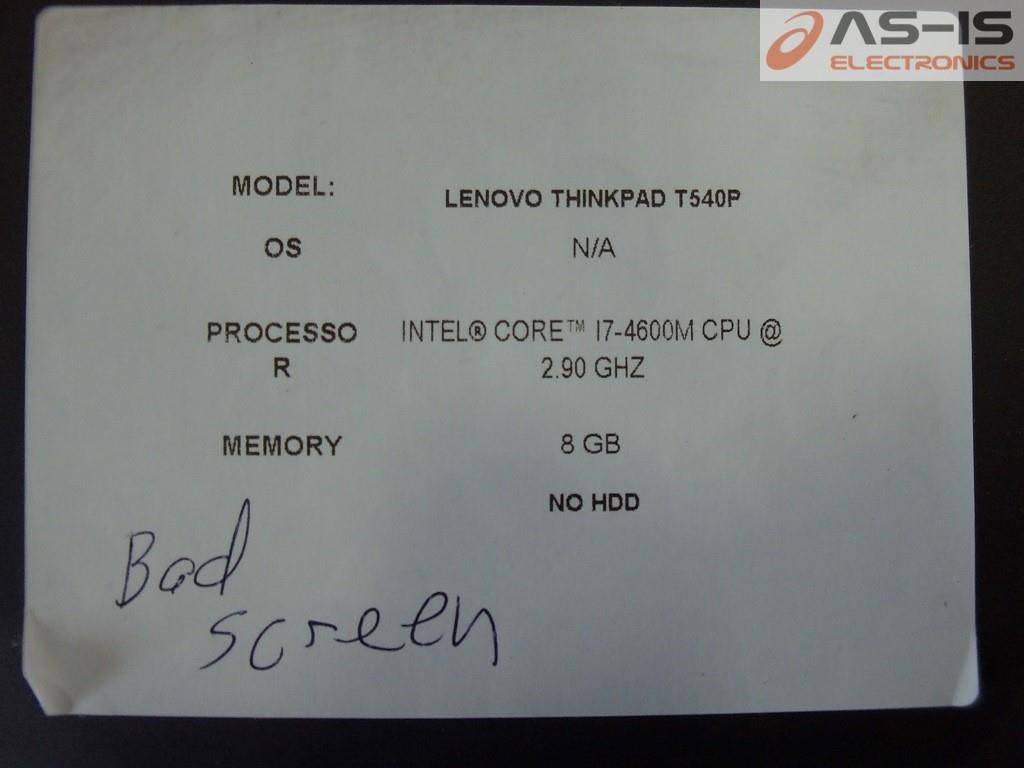 AS-IS
ELECTRONICS
MODEL: LENOVO THINKPAD T540P
OS N/A
PROCESSO INTEL® CORE™ I7-4600M CPU @
R 2.90 GHZ
MEMORY 8 GB
NO HDD
Bad
screen